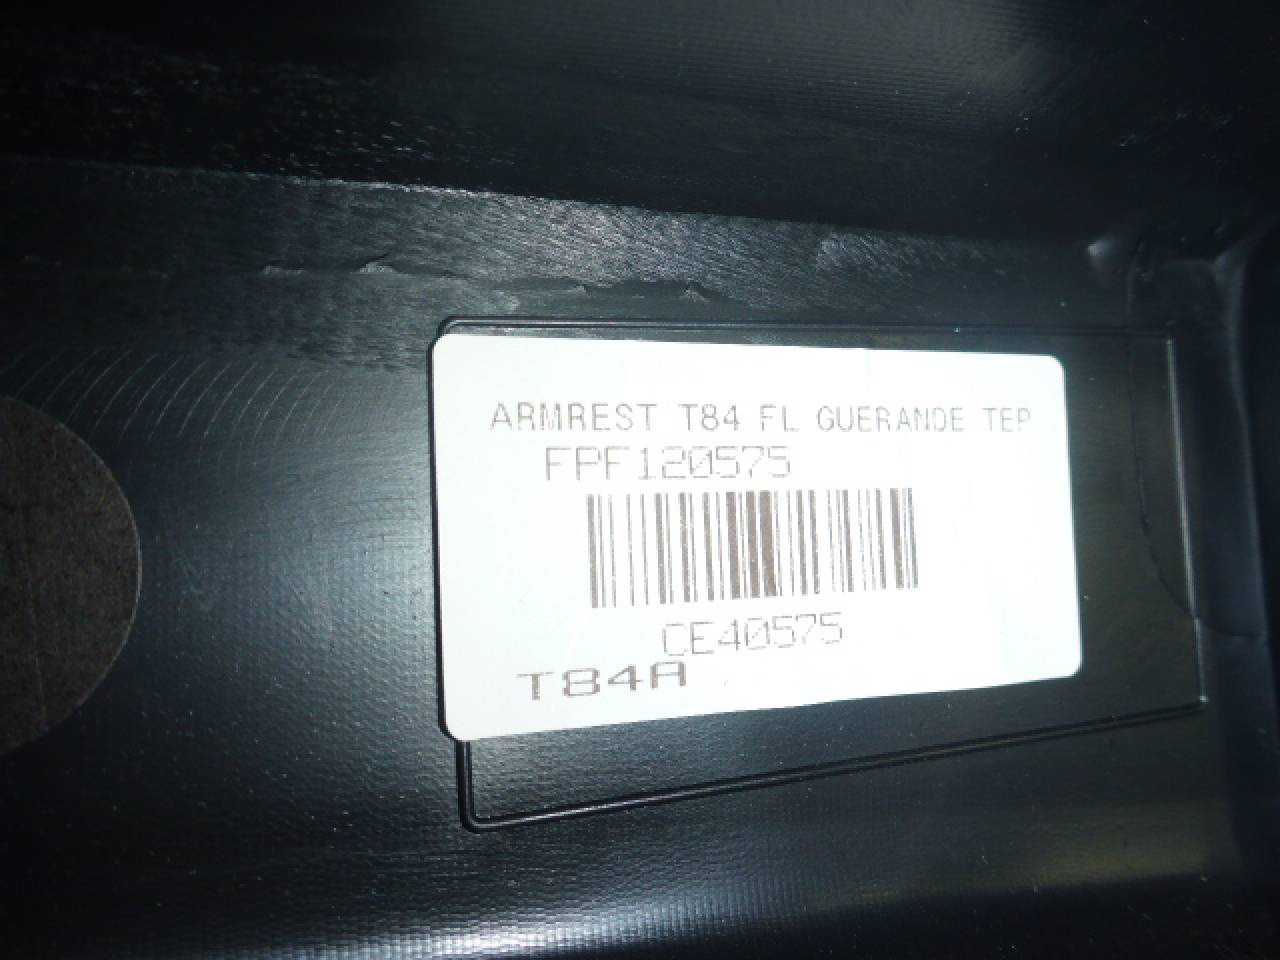 ARMREST T84 FL GUERANDE TEP
FPF120575
CE40575
T84A